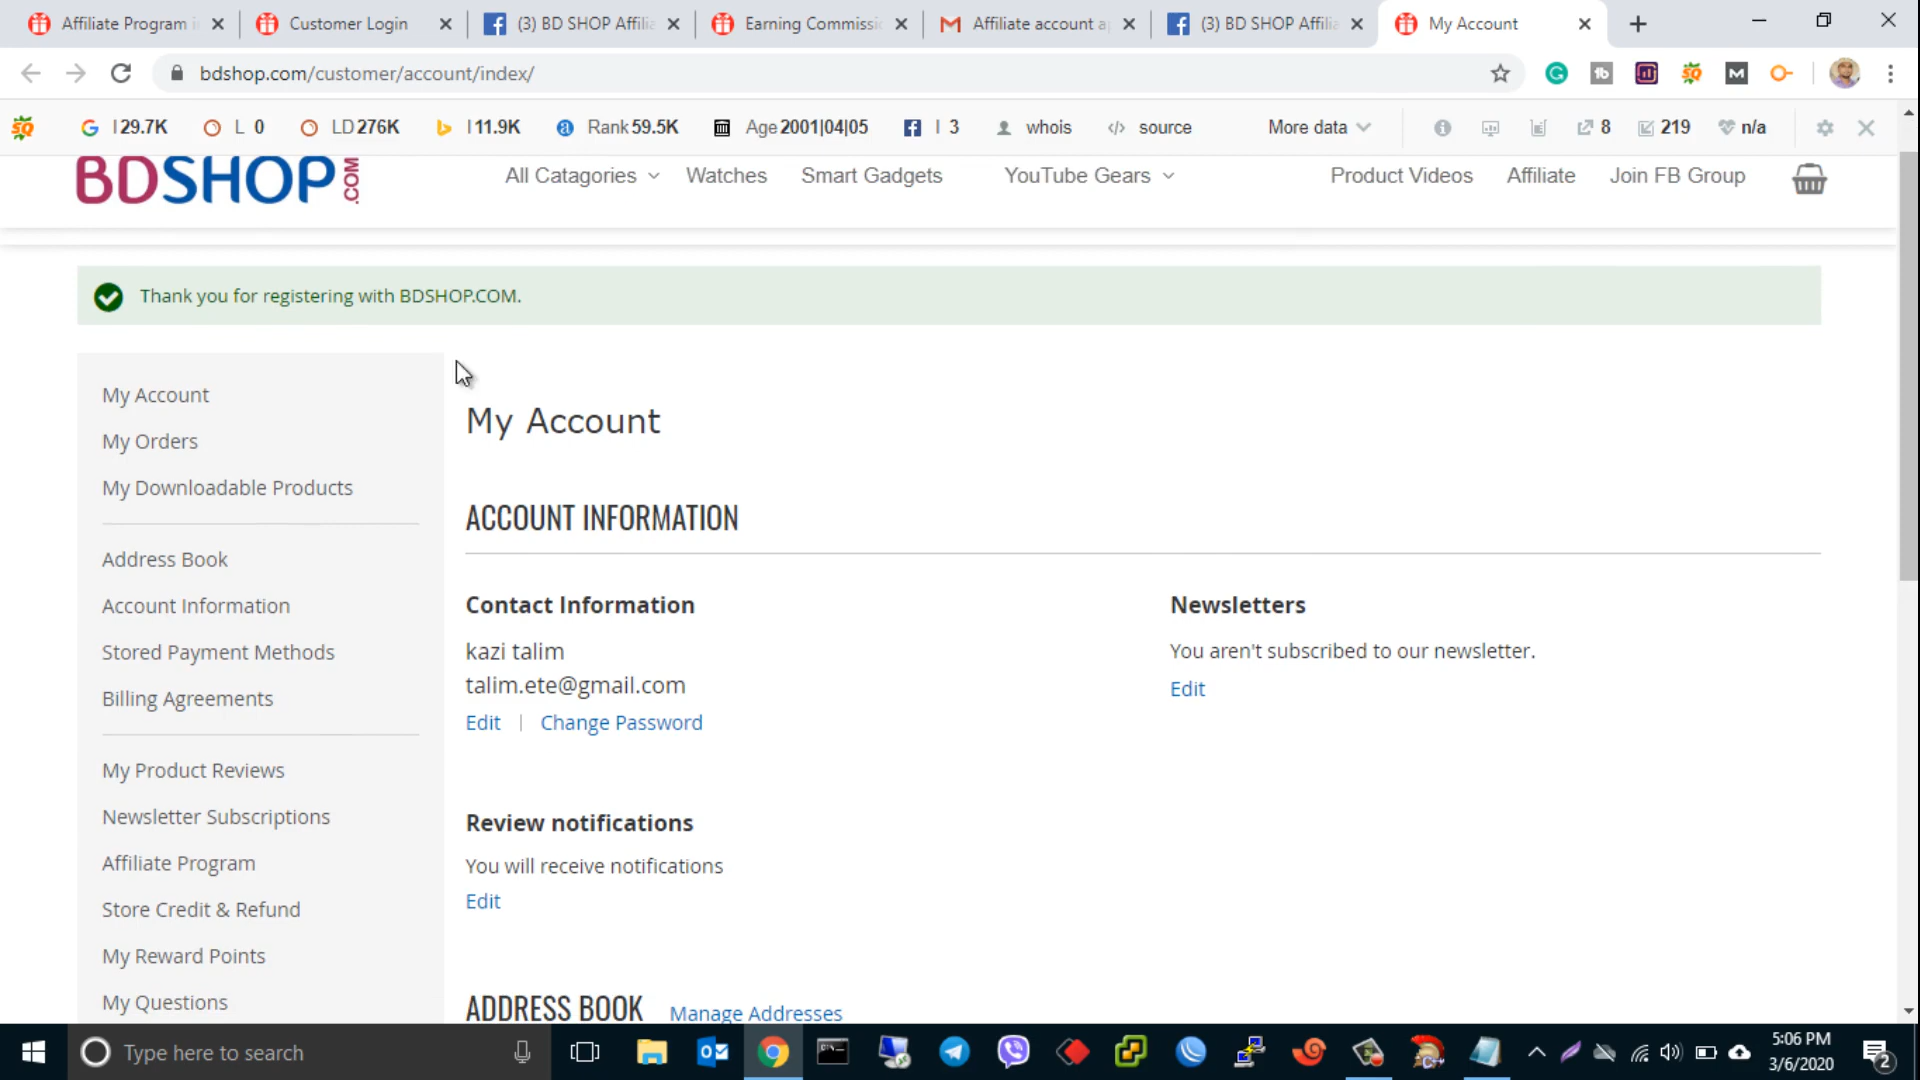 Affiliate Program i
Customer Login
(3) BD SHOP Affilia
Earning Commissi
Affiliate account a
(3) BD SHOP Affilia
My Account
bdshop.com/customer/account/index/
I 29.7K
L 0
LD 276K
I 11.9K
Rank 59.5K
Age 2001|04|05
I 3
whois
source
More data
8
219
n/a
BDSHOP.COM
All Catagories
Watches
Smart Gadgets
YouTube Gears
Product Videos
Affiliate
Join FB Group
Thank you for registering with BDSHOP.COM.
My Account
My Orders
My Downloadable Products
Address Book
Account Information
Stored Payment Methods
Billing Agreements
My Product Reviews
Newsletter Subscriptions
Affiliate Program
Store Credit & Refund
My Reward Points
My Questions
My Account
ACCOUNT INFORMATION
Contact Information
kazi talim
talim.ete@gmail.com
Edit | Change Password
Newsletters
You aren't subscribed to our newsletter.
Edit
Review notifications
You will receive notifications
Edit
ADDRESS BOOK Manage Addresses
Type here to search
5:06 PM
3/6/2020
2